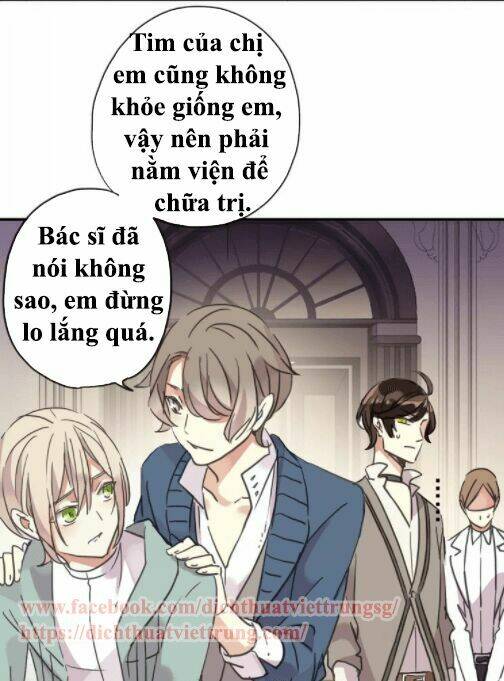 Tim của chị
em cũng không
khỏe giống em,
vậy nên phải
nằm viện để
chữa trị.
Bác sĩ đã
nói không
sao, em đừng
lo lắng quá.
......
www.facebook.com/dichthuatviettrungsg/
https://dichthuatviettrung.com/